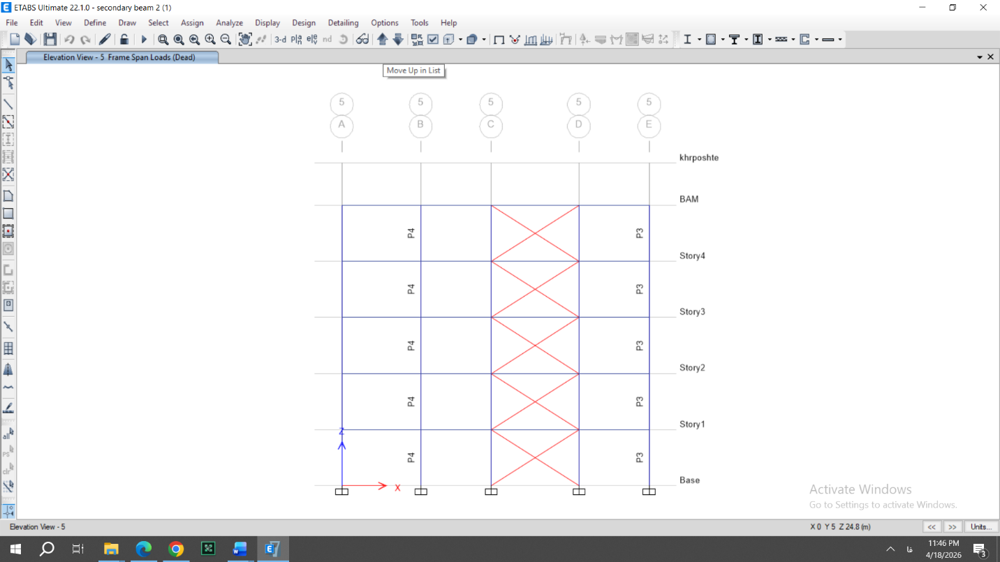 ETABS Ultimate 22.1.0 - secondary beam 2 (1)
File Edit View Define Draw Select Assign Analyze Display Design Detailing Options Tools Help
3-d
nd
Elevation View - 5 Frame Span Loads (Dead)
Move Up in List
5 5 5 5 5
A B C D E
khrposhte
BAM
P4 P3
Story4
P4 P3
Story3
P4 P3
Story2
P4 P3
Story1
Z
P4 P3
Base
X
all
ps
clr
Activate Windows
Go to Settings to activate Windows.
Elevation View - 5
X 0 Y 5 Z 24.8 (m)
<< >> Units...
فا
11:46 PM
4/18/2026
3